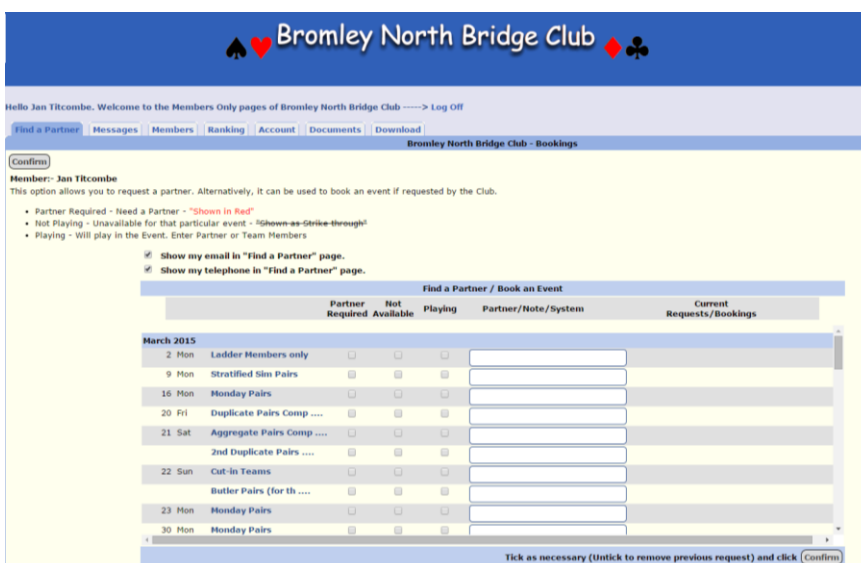 Bromley North Bridge Club
Hello Jan Titcombe. Welcome to the Members Only pages of Bromley North Bridge Club -----> Log Off
Find a Partner Messages Members Ranking Account Documents Download
Bromley North Bridge Club - Bookings
Confirm
Member:- Jan Titcombe
This option allows you to request a partner. Alternatively, it can be used to book an event if requested by the Club.
• Partner Required - Need a Partner - "Shown in Red"
• Not Playing - Unavailable for that particular event - "Shown as Strike through"
• Playing - Will play in the Event. Enter Partner or Team Members
Show my email in "Find a Partner" page.
Show my telephone in "Find a Partner" page.
Find a Partner / Book an Event
Partner Required Not Available Playing Partner/Note/System Current Requests/Bookings
March 2015
2 Mon Ladder Members only
9 Mon Stratified Sim Pairs
16 Mon Monday Pairs
20 Fri Duplicate Pairs Comp ....
21 Sat Aggregate Pairs Comp ....
2nd Duplicate Pairs ....
22 Sun Cut-in Teams
Butler Pairs (for th ....
23 Mon Monday Pairs
30 Mon Monday Pairs
Tick as necessary (Untick to remove previous request) and click Confirm